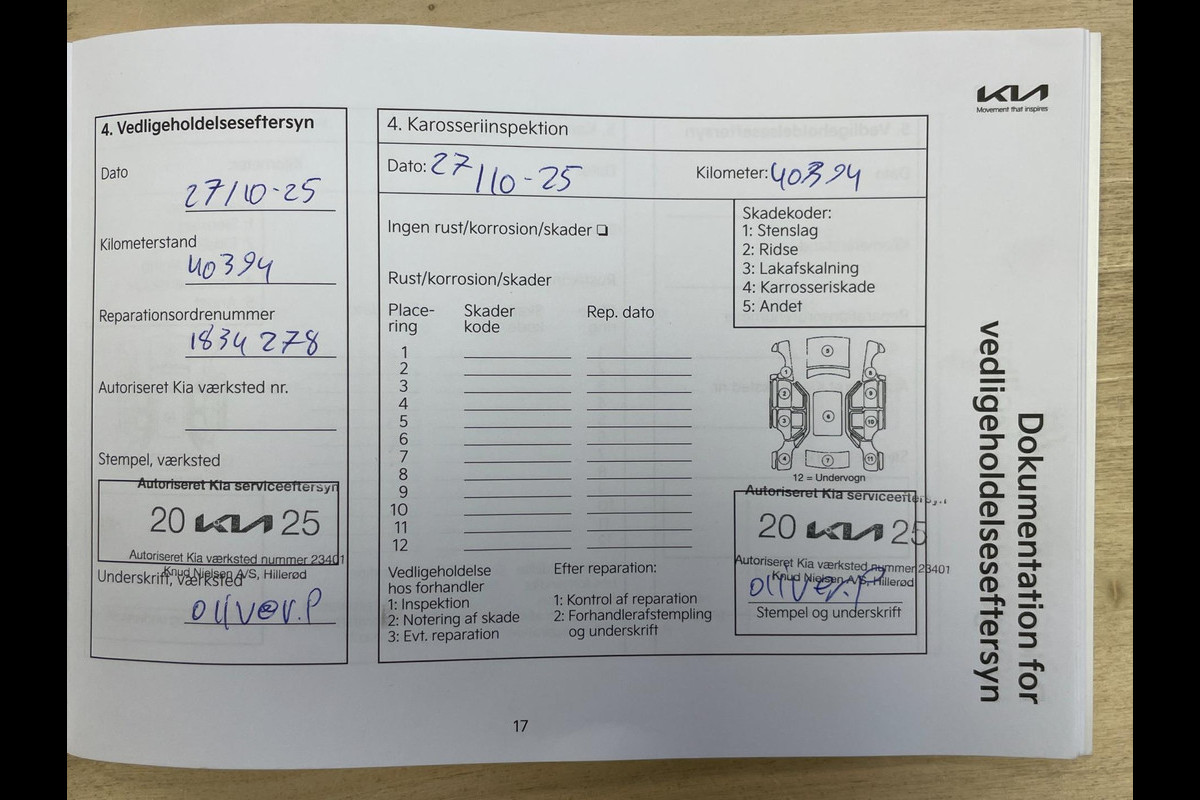 KIA
Movement that inspires
4. Vedligeholdelseseftersyn
Dato
27/10-25
Kilometerstand
40394
Reparationsordrenummer
1834278
Autoriseret Kia værksted nr.
Stempel, værksted
Autoriseret Kia serviceeftersyn
20 KIA 25
Autoriseret Kia værksted nummer 23401
Knud Nielsen A/S, Hillerød
Underskrift, værksted
oliver.P
4. Karosseriinspektion
Dato: 27/10-25 Kilometer: 40394
Ingen rust/korrosion/skader
Rust/korrosion/skader
Place-
ring
Skader
kode
Rep. dato
1
2
3
4
5
6
7
8
9
10
11
12
Skadekoder:
1: Stenslag
2: Ridse
3: Lakafskalning
4: Karrosseriskade
5: Andet
12 = Undervogn
Vedligeholdelse
hos forhandler
1: Inspektion
2: Notering af skade
3: Evt. reparation
Efter reparation:
1: Kontrol af reparation
2: Forhandlerafstempling
og underskrift
Autoriseret Kia serviceeftersyn
20 KIA 25
Autoriseret Kia værksted nummer 23401
Knud Nielsen A/S, Hillerød
oliver.P
Stempel og underskrift
Dokumentation for
vedligeholdelseseftersyn
17